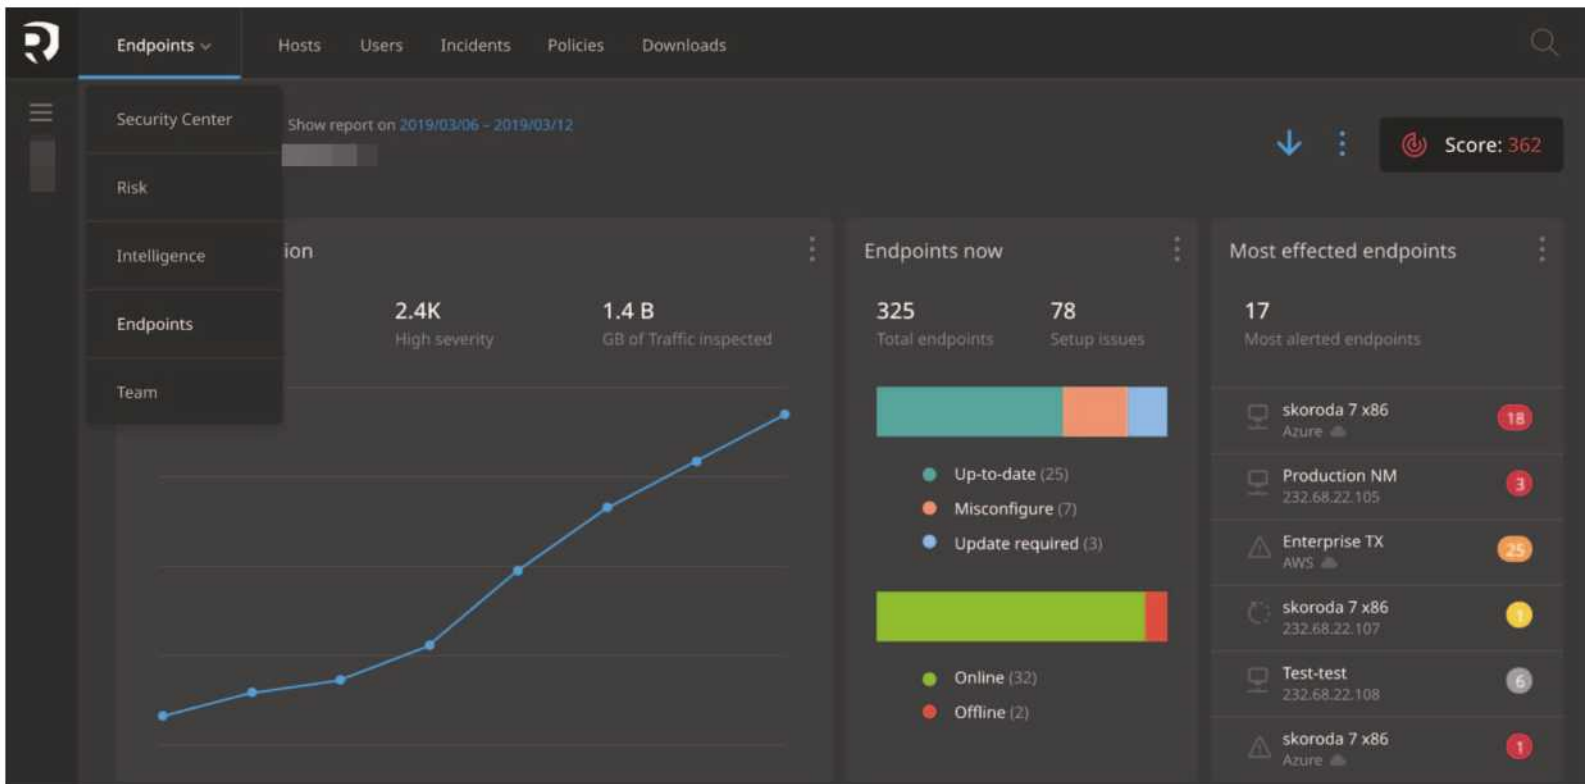 Endpoints
Hosts
Users
Incidents
Policies
Downloads
Security Center
Risk
Intelligence
Endpoints
Team
Show report on 2019/03/06 – 2019/03/12
Score: 362
ion
2.4K
High severity
1.4 B
GB of Traffic inspected
Endpoints now
325
Total endpoints
78
Setup issues
Up-to-date (25)
Misconfigure (7)
Update required (3)
Online (32)
Offline (2)
Most effected endpoints
17
Most alerted endpoints
skoroda 7 x86
Azure
18
Production NM
232.68.22.105
3
Enterprise TX
AWS
25
skoroda 7 x86
232.68.22.107
1
Test-test
232.68.22.108
6
skoroda 7 x86
Azure
1